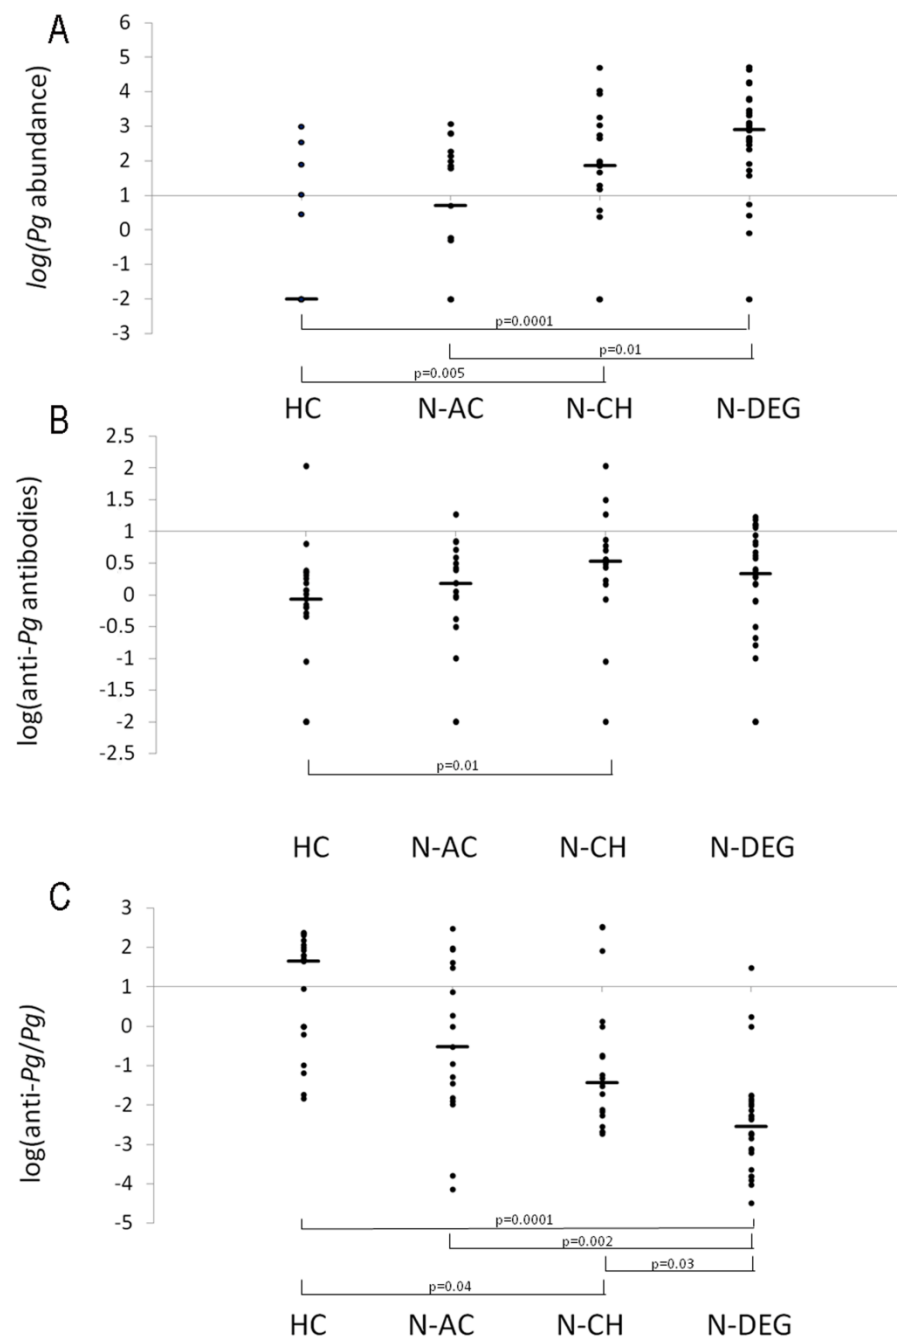 A
log(Pg abundance)
6
5
4
3
2
1
0
-1
-2
-3
p=0.0001
p=0.01
p=0.005
HC N-AC N-CH N-DEG
B
log(anti-Pg antibodies)
2.5
2
1.5
1
0.5
0
-0.5
-1
-1.5
-2
-2.5
p=0.01
HC N-AC N-CH N-DEG
C
log(anti-Pg/Pg)
3
2
1
0
-1
-2
-3
-4
-5
p=0.0001
p=0.002
p=0.03
p=0.04
HC N-AC N-CH N-DEG